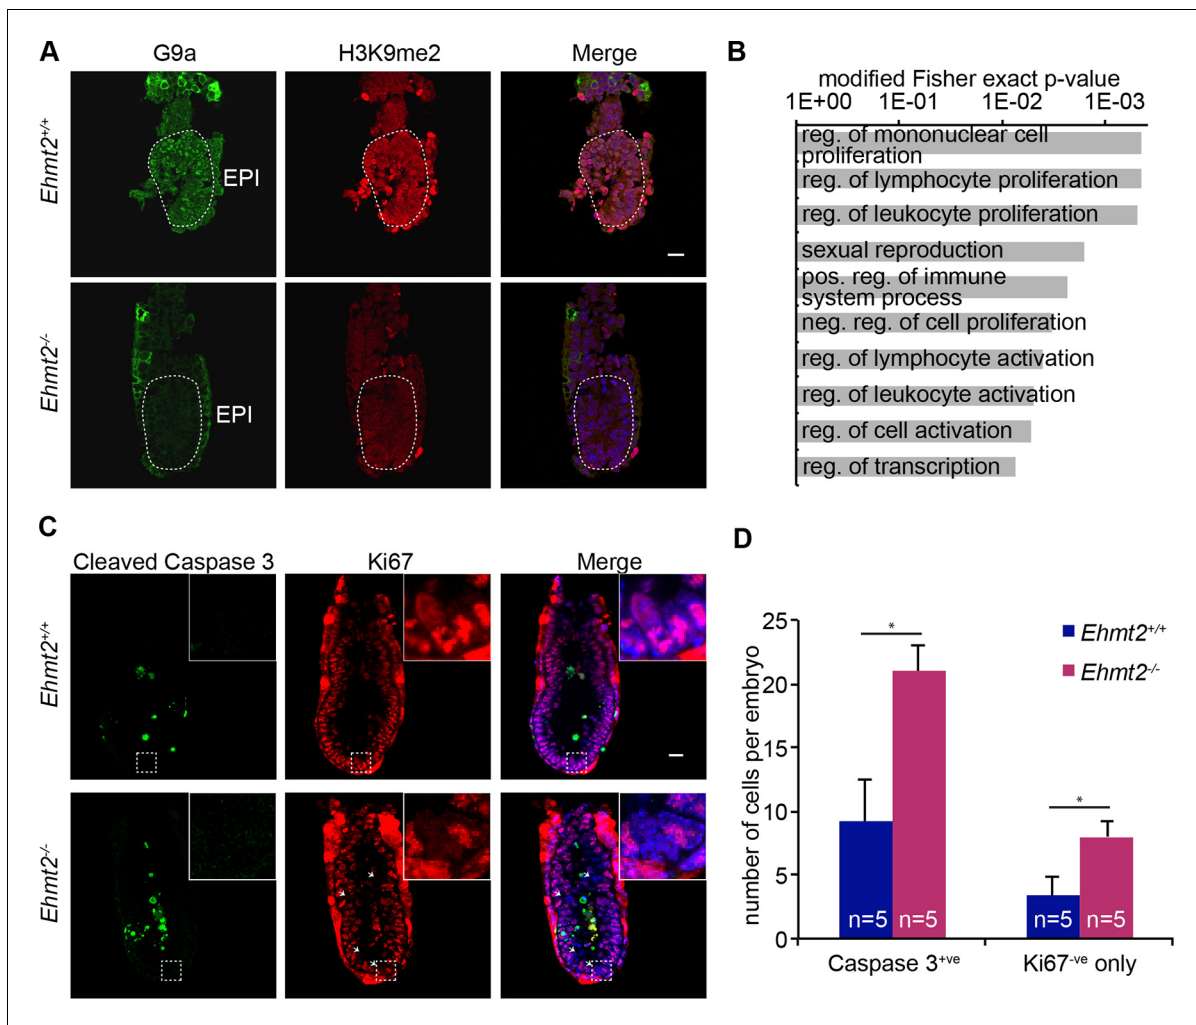 A
G9a
H3K9me2
Merge
Ehmt2+/+
EPI
Ehmt2-/-
EPI
B
modified Fisher exact p-value
1E+00 1E-01 1E-02 1E-03
reg. of mononuclear cell
proliferation
reg. of lymphocyte proliferation
reg. of leukocyte proliferation
sexual reproduction
pos. reg. of immune
system process
neg. reg. of cell proliferation
reg. of lymphocyte activation
reg. of leukocyte activation
reg. of cell activation
reg. of transcription
C
Cleaved Caspase 3
Ki67
Merge
Ehmt2+/+
Ehmt2-/-
D
number of cells per embryo
25
20
15
10
5
0
*
*
Ehmt2+/+
Ehmt2-/-
n=5 n=5
n=5 n=5
Caspase 3+ve
Ki67-ve only